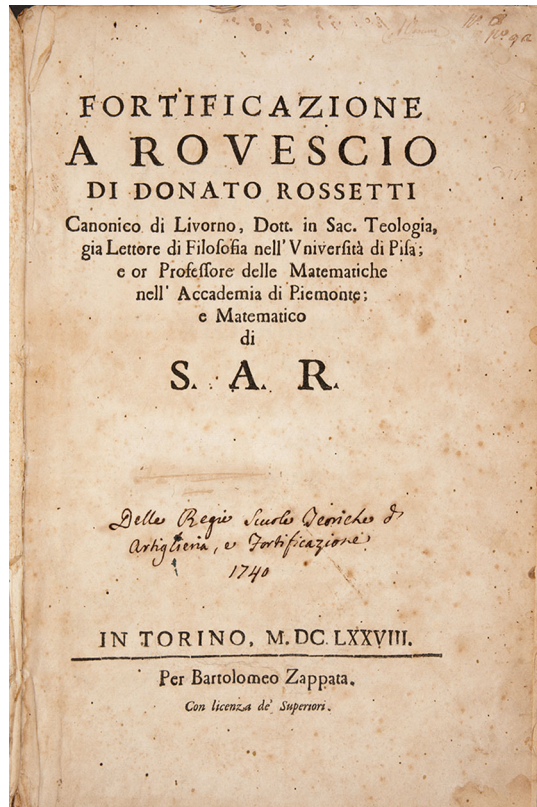 N.º 8
N.º 92
FORTIFICAZIONE
A ROVESCIO
DI DONATO ROSSETTI
Canonico di Livorno, Dott. in Sac. Teologia,
gia Lettore di Filosofia nell' Vniversità di Pisa;
e or Professore delle Matematiche
nell' Accademia di Piemonte;
e Matematico
di
S. A. R.
Delle Regie Scuole Teoriche d'
Artiglieria, e Fortificazione
1740
IN TORINO, M. DC. LXXVIII.
Per Bartolomeo Zappata.
Con licenza de' Superiori.